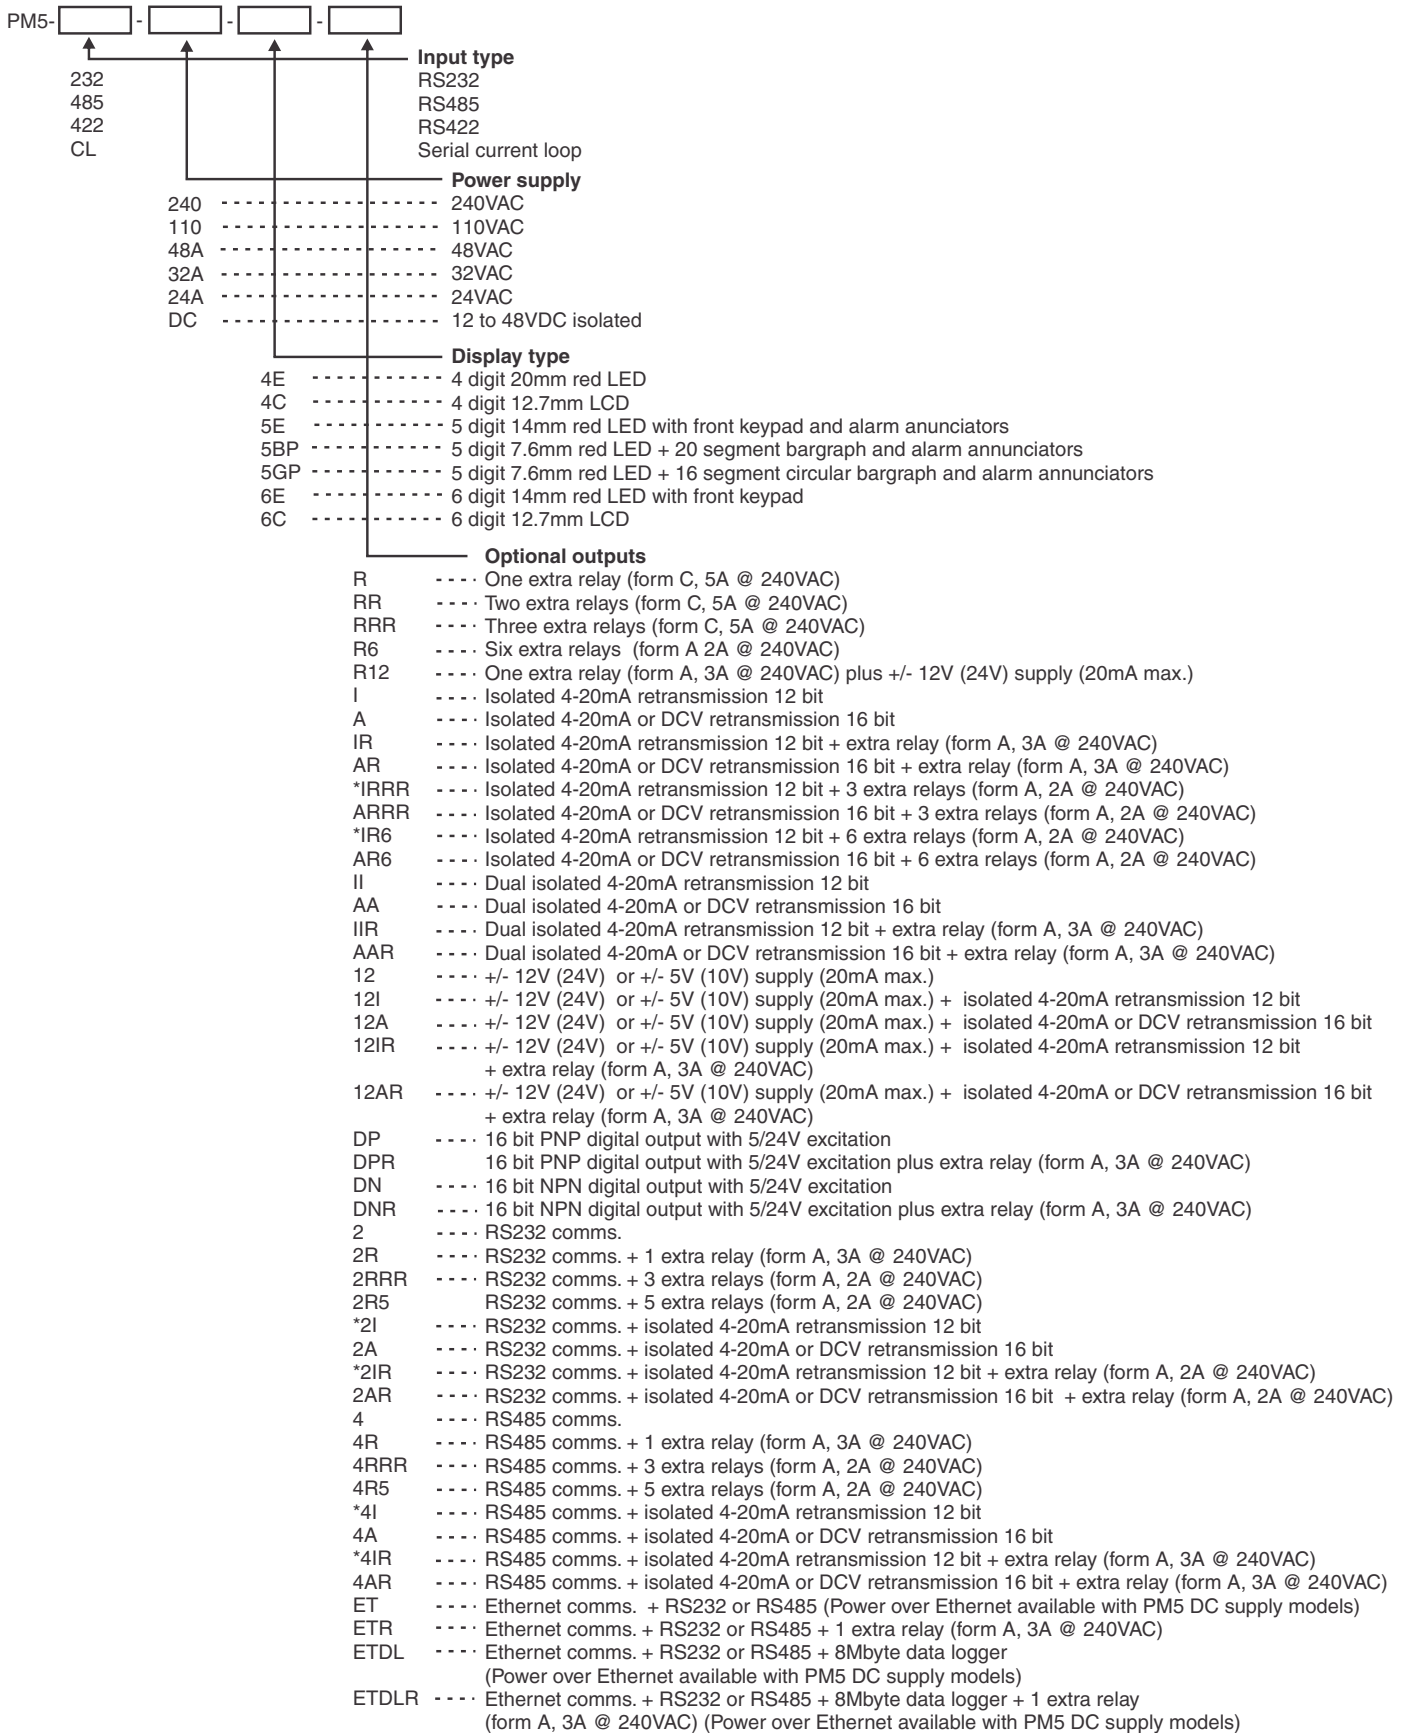 PM5- - - -
Input type
232 RS232
485 RS485
422 RS422
CL Serial current loop
Power supply
240 240VAC
110 110VAC
48A 48VAC
32A 32VAC
24A 24VAC
DC 12 to 48VDC isolated
Display type
4E 4 digit 20mm red LED
4C 4 digit 12.7mm LCD
5E 5 digit 14mm red LED with front keypad and alarm anunciators
5BP 5 digit 7.6mm red LED + 20 segment bargraph and alarm annunciators
5GP 5 digit 7.6mm red LED + 16 segment circular bargraph and alarm annunciators
6E 6 digit 14mm red LED with front keypad
6C 6 digit 12.7mm LCD
Optional outputs
R One extra relay (form C, 5A @ 240VAC)
RR Two extra relays (form C, 5A @ 240VAC)
RRR Three extra relays (form C, 5A @ 240VAC)
R6 Six extra relays (form A 2A @ 240VAC)
R12 One extra relay (form A, 3A @ 240VAC) plus +/- 12V (24V) supply (20mA max.)
I Isolated 4-20mA retransmission 12 bit
A Isolated 4-20mA or DCV retransmission 16 bit
IR Isolated 4-20mA retransmission 12 bit + extra relay (form A, 3A @ 240VAC)
AR Isolated 4-20mA or DCV retransmission 16 bit + extra relay (form A, 3A @ 240VAC)
*IRRR Isolated 4-20mA retransmission 12 bit + 3 extra relays (form A, 2A @ 240VAC)
ARRR Isolated 4-20mA or DCV retransmission 16 bit + 3 extra relays (form A, 2A @ 240VAC)
*IR6 Isolated 4-20mA retransmission 12 bit + 6 extra relays (form A, 2A @ 240VAC)
AR6 Isolated 4-20mA or DCV retransmission 16 bit + 6 extra relays (form A, 2A @ 240VAC)
II Dual isolated 4-20mA retransmission 12 bit
AA Dual isolated 4-20mA or DCV retransmission 16 bit
IIR Dual isolated 4-20mA retransmission 12 bit + extra relay (form A, 3A @ 240VAC)
AAR Dual isolated 4-20mA or DCV retransmission 16 bit + extra relay (form A, 3A @ 240VAC)
12 +/- 12V (24V) or +/- 5V (10V) supply (20mA max.)
12I +/- 12V (24V) or +/- 5V (10V) supply (20mA max.) + isolated 4-20mA retransmission 12 bit
12A +/- 12V (24V) or +/- 5V (10V) supply (20mA max.) + isolated 4-20mA or DCV retransmission 16 bit
12IR +/- 12V (24V) or +/- 5V (10V) supply (20mA max.) + isolated 4-20mA retransmission 12 bit
+ extra relay (form A, 3A @ 240VAC)
12AR +/- 12V (24V) or +/- 5V (10V) supply (20mA max.) + isolated 4-20mA or DCV retransmission 16 bit
+ extra relay (form A, 3A @ 240VAC)
DP 16 bit PNP digital output with 5/24V excitation
DPR 16 bit PNP digital output with 5/24V excitation plus extra relay (form A, 3A @ 240VAC)
DN 16 bit NPN digital output with 5/24V excitation
DNR 16 bit NPN digital output with 5/24V excitation plus extra relay (form A, 3A @ 240VAC)
2 RS232 comms.
2R RS232 comms. + 1 extra relay (form A, 3A @ 240VAC)
2RRR RS232 comms. + 3 extra relays (form A, 2A @ 240VAC)
2R5 RS232 comms. + 5 extra relays (form A, 2A @ 240VAC)
*2I RS232 comms. + isolated 4-20mA retransmission 12 bit
2A RS232 comms. + isolated 4-20mA or DCV retransmission 16 bit
*2IR RS232 comms. + isolated 4-20mA retransmission 12 bit + extra relay (form A, 2A @ 240VAC)
2AR RS232 comms. + isolated 4-20mA or DCV retransmission 16 bit + extra relay (form A, 2A @ 240VAC)
4 RS485 comms.
4R RS485 comms. + 1 extra relay (form A, 3A @ 240VAC)
4RRR RS485 comms. + 3 extra relays (form A, 2A @ 240VAC)
4R5 RS485 comms. + 5 extra relays (form A, 2A @ 240VAC)
*4I RS485 comms. + isolated 4-20mA retransmission 12 bit
4A RS485 comms. + isolated 4-20mA or DCV retransmission 16 bit
*4IR RS485 comms. + isolated 4-20mA retransmission 12 bit + extra relay (form A, 3A @ 240VAC)
4AR RS485 comms. + isolated 4-20mA or DCV retransmission 16 bit + extra relay (form A, 3A @ 240VAC)
ET Ethernet comms. + RS232 or RS485 (Power over Ethernet available with PM5 DC supply models)
ETR Ethernet comms. + RS232 or RS485 + 1 extra relay (form A, 3A @ 240VAC)
ETDL Ethernet comms. + RS232 or RS485 + 8Mbyte data logger
(Power over Ethernet available with PM5 DC supply models)
ETDLR Ethernet comms. + RS232 or RS485 + 8Mbyte data logger + 1 extra relay
(form A, 3A @ 240VAC) (Power over Ethernet available with PM5 DC supply models)